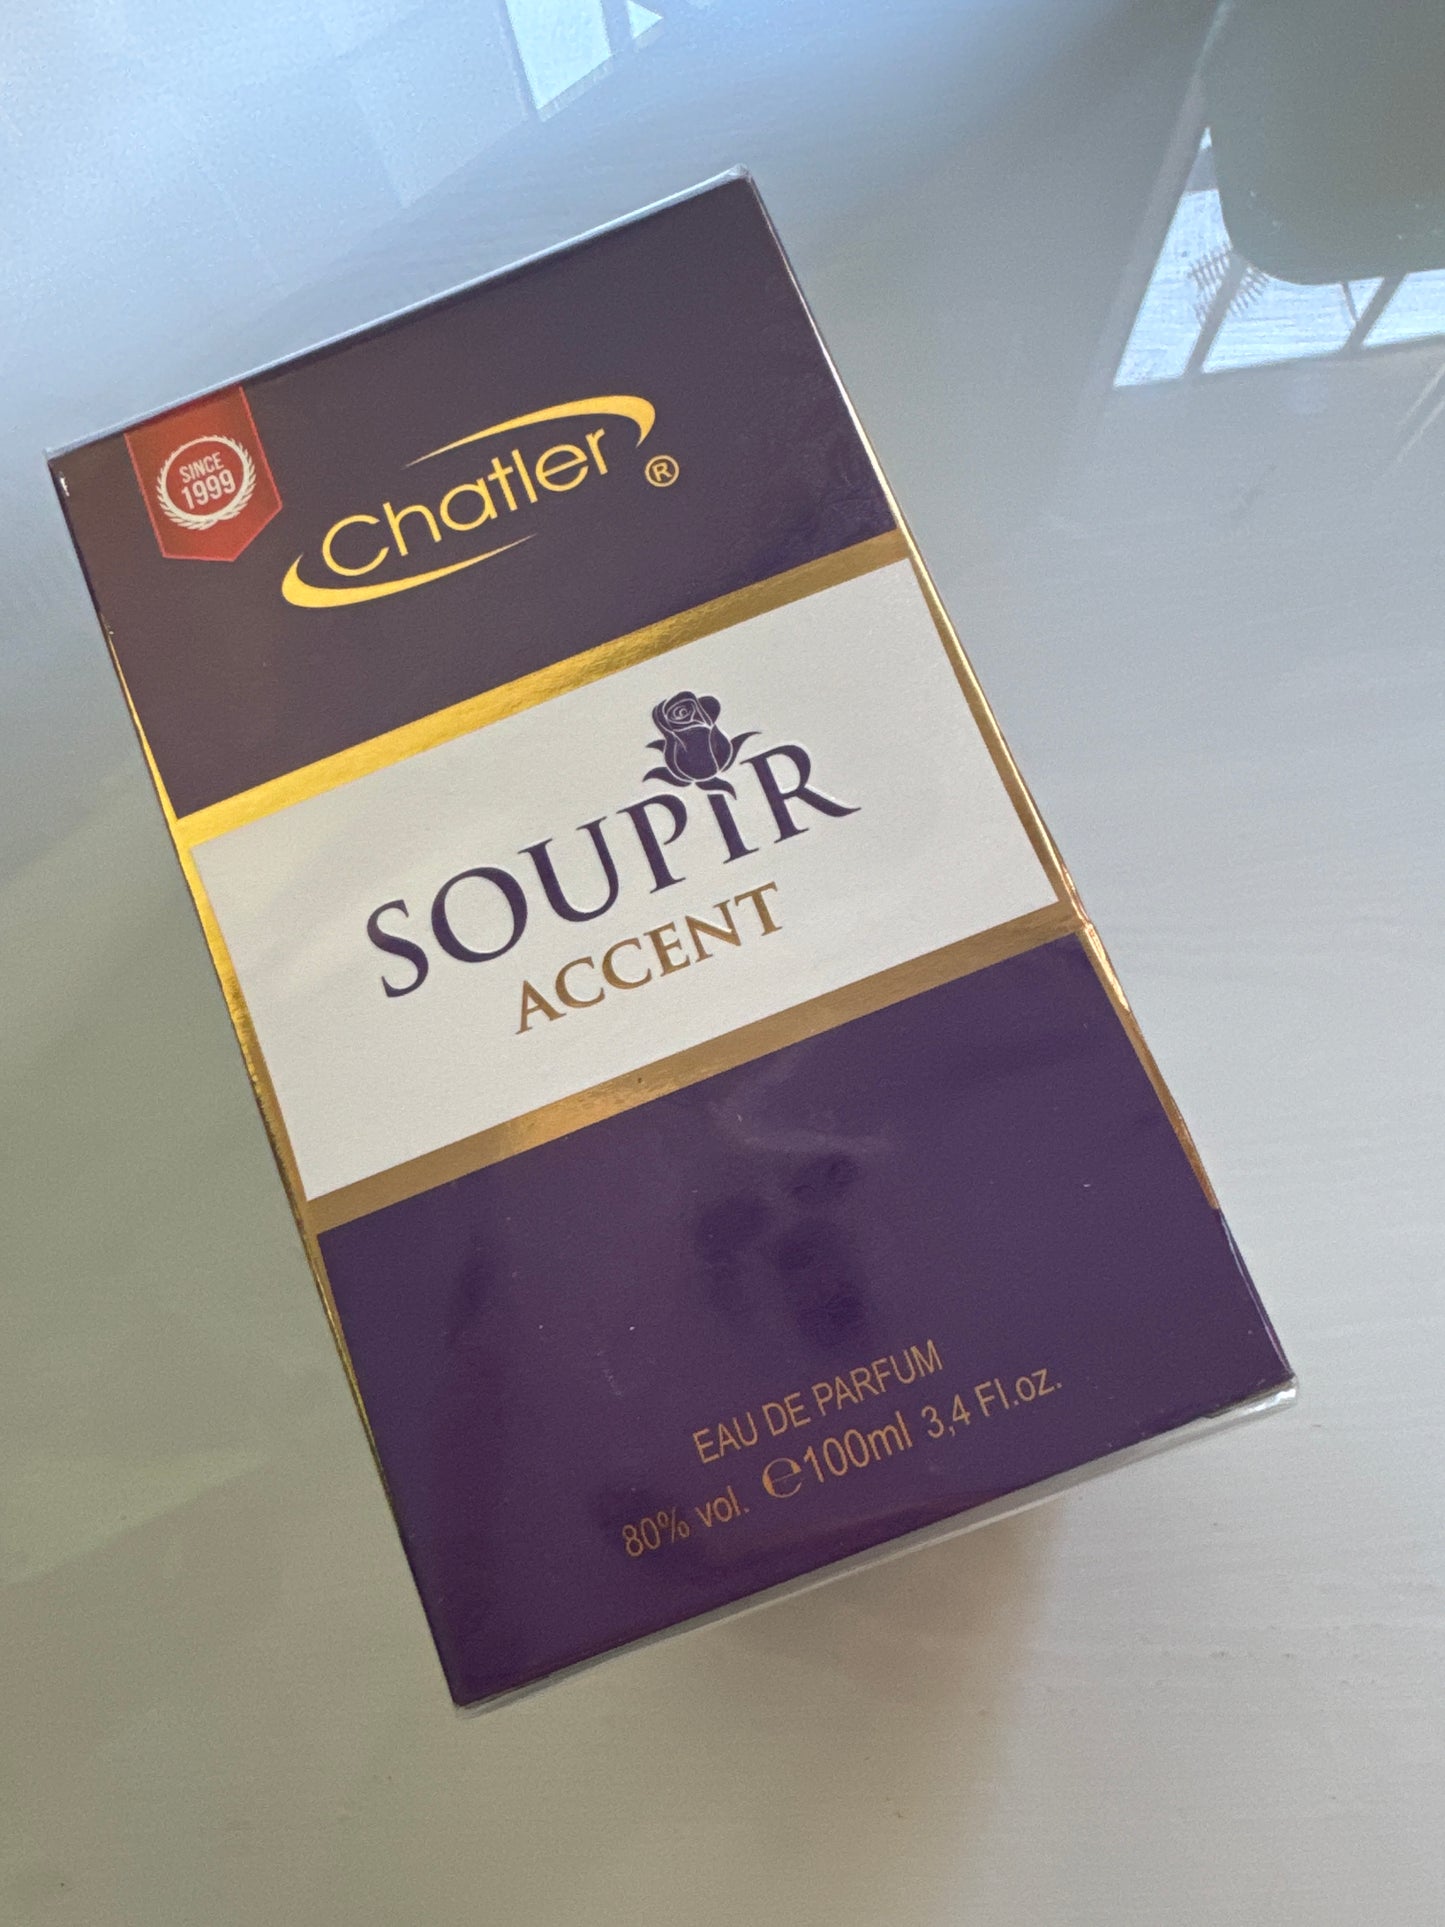 SINCE
1999
Chatler®
SOUPIR
ACCENT
EAU DE PARFUM
80% vol. ℮100ml 3,4 Fl.oz.